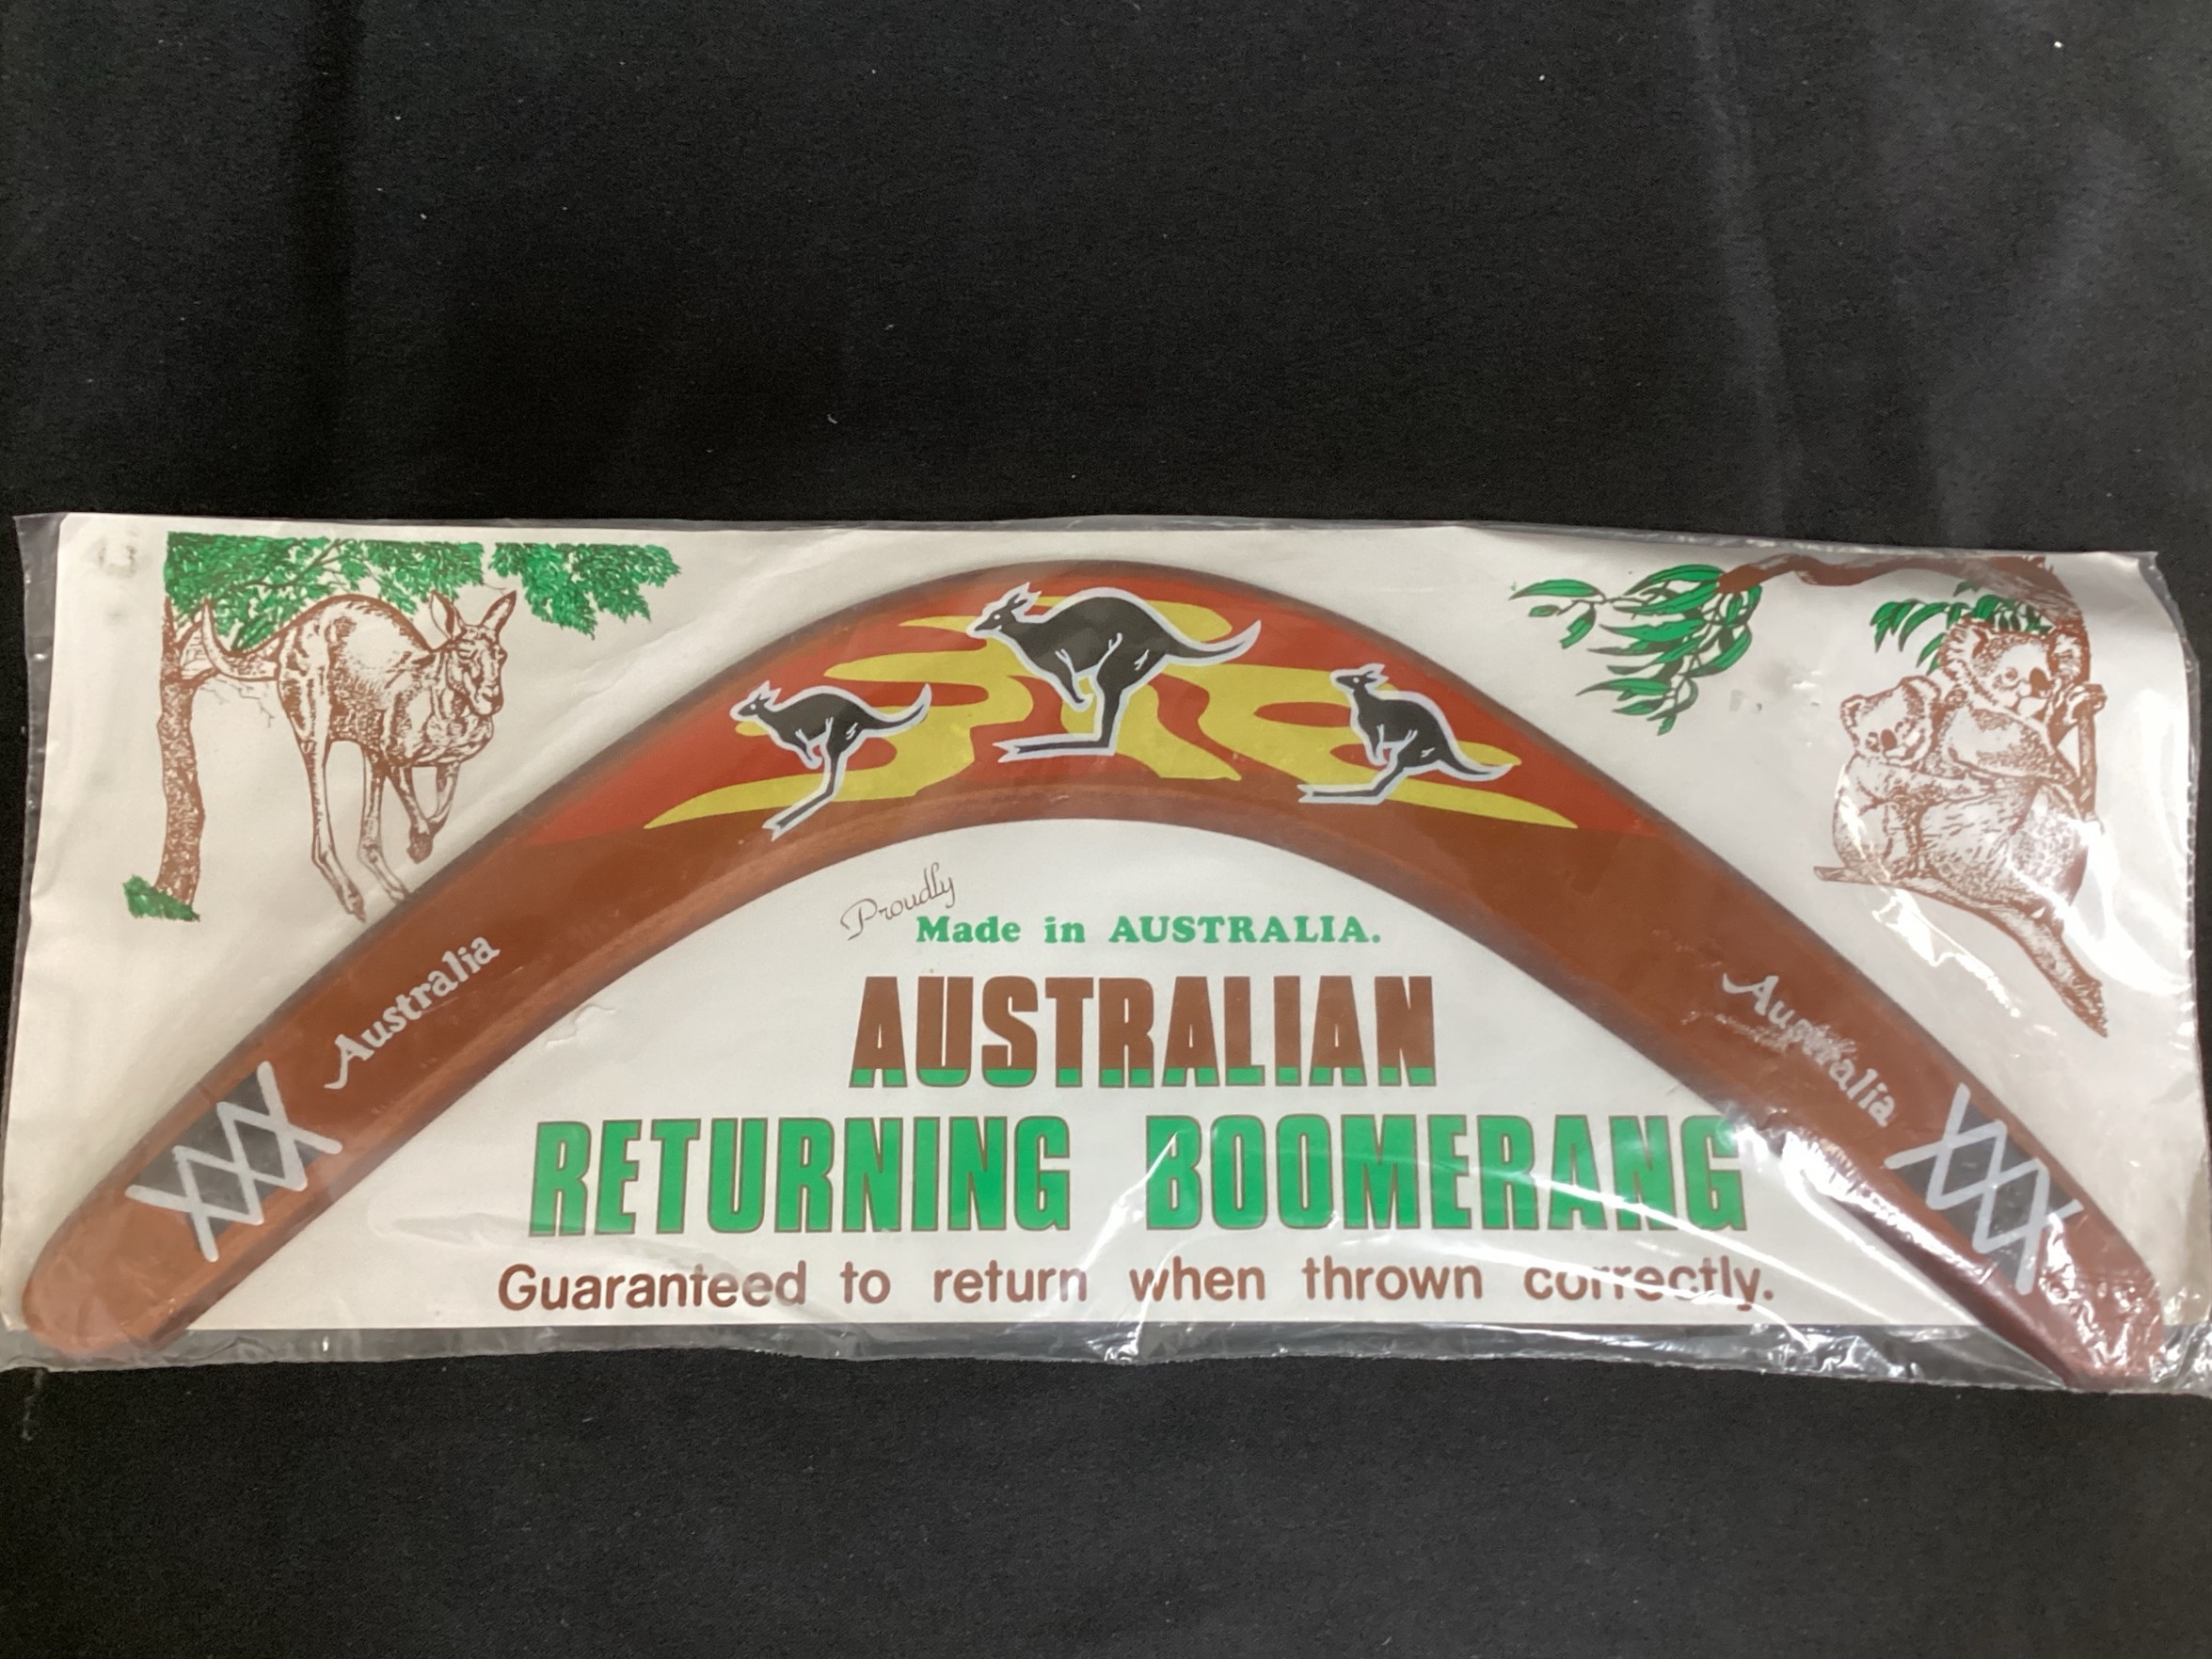 Australia
Australia
Proudly
Made in AUSTRALIA.
AUSTRALIAN
RETURNING BOOMERANG
Guaranteed to return when thrown correctly.